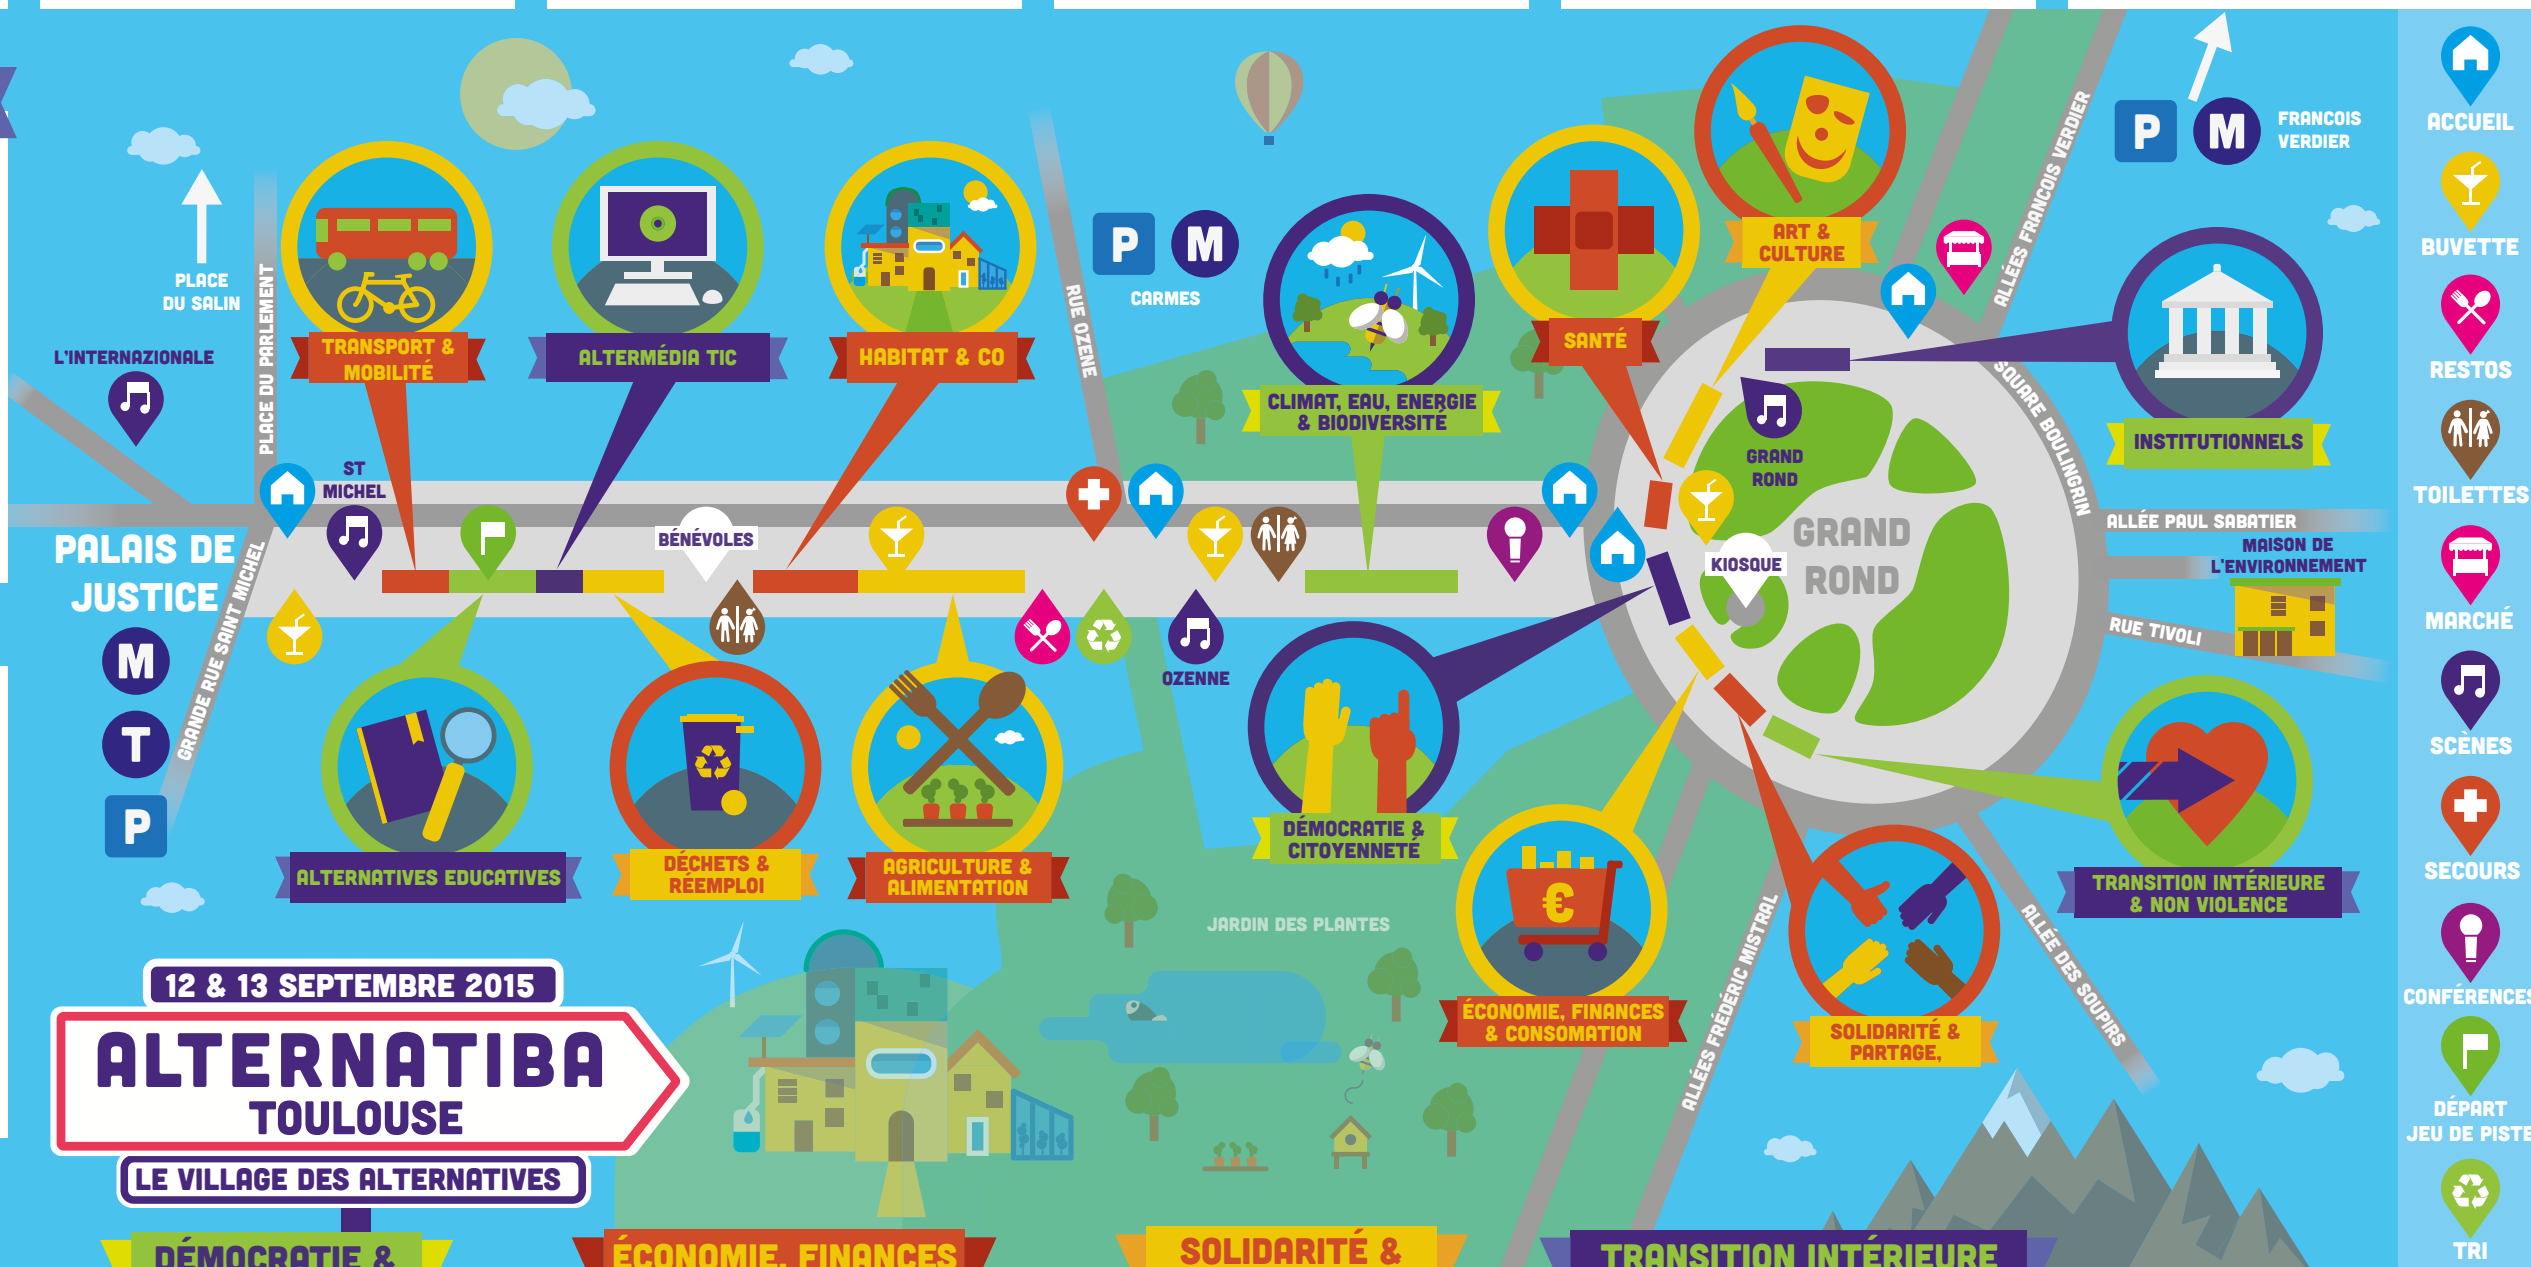 PLACE
DU SALIN
L'INTERNAZIONALE
PLACE DU PARLEMENT
TRANSPORT &
MOBILITÉ
ALTERMÉDIA TIC
HABITAT & CO
RUE OZENE
P
M
CARMES
CLIMAT, EAU, ENERGIE
& BIODIVERSITÉ
SANTÉ
ART &
CULTURE
ALLÉES FRANCOIS VERDIER
P
M
FRANCOIS
VERDIER
INSTITUTIONNELS
SQUARE BOULINGRIN
ST
MICHEL
BÉNÉVOLES
GRAND
ROND
KIOSQUE
GRAND
ROND
ALLÉE PAUL SABATIER
MAISON DE
L'ENVIRONNEMENT
RUE TIVOLI
PALAIS DE
JUSTICE
M
T
P
GRANDE RUE SAINT MICHEL
OZENNE
ALTERNATIVES EDUCATIVES
DÉCHETS &
RÉEMPLOI
AGRICULTURE &
ALIMENTATION
DÉMOCRATIE &
CITOYENNETÉ
€
ÉCONOMIE, FINANCES
& CONSOMATION
SOLIDARITÉ &
PARTAGE,
TRANSITION INTÉRIEURE
& NON VIOLENCE
JARDIN DES PLANTES
ALLÉES FRÉDÉRIC MISTRAL
ALLÉE DES SOUPIRS
12 & 13 SEPTEMBRE 2015
ALTERNATIBA
TOULOUSE
LE VILLAGE DES ALTERNATIVES
DÉMOCRATIE &
ÉCONOMIE, FINANCES
SOLIDARITÉ &
TRANSITION INTÉRIEURE
ACCUEIL
BUVETTE
RESTOS
TOILETTES
MARCHÉ
SCÈNES
SECOURS
CONFÉRENCES
DÉPART
JEU DE PISTE
TRI